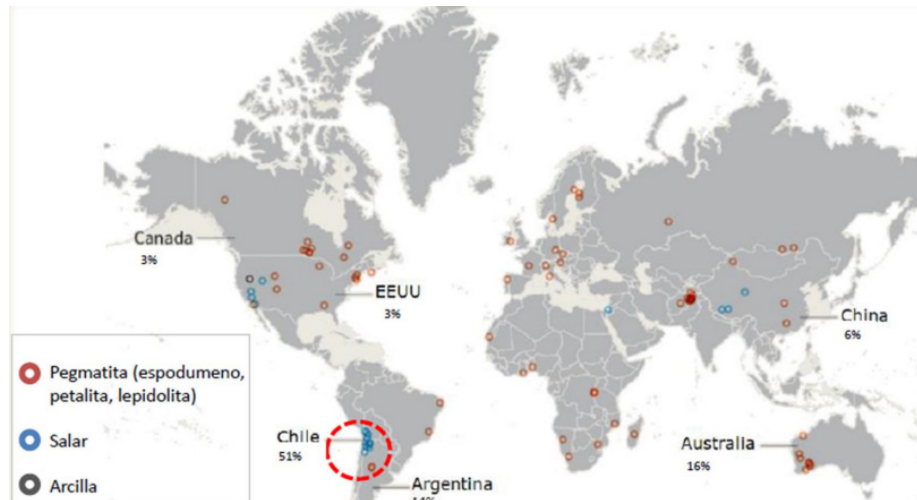 Canada
3%
EEUU
3%
China
6%
Pegmatita (espodumeno,
petalita, lepidolita)
Salar
Arcilla
Chile
51%
Australia
16%
Argentina